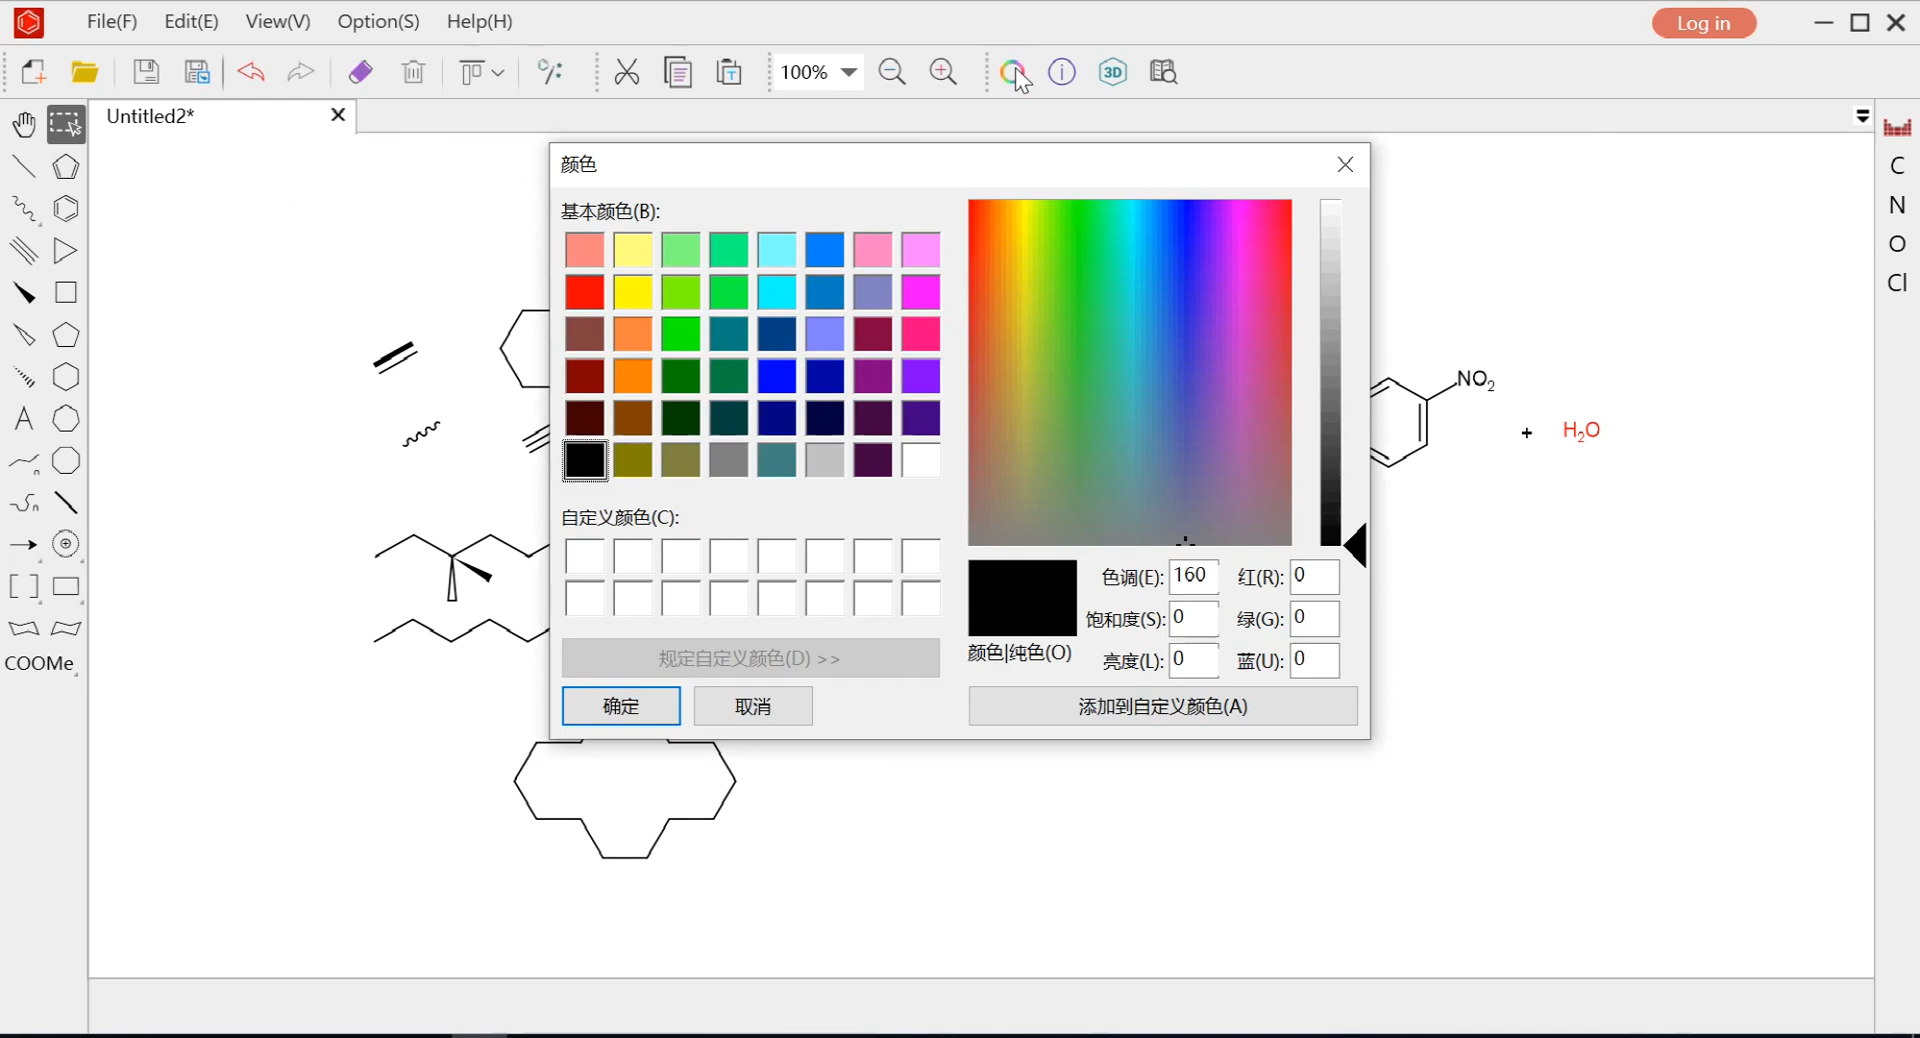 File(F) Edit(E) View(V) Option(S) Help(H) Log in
100% 3D
Untitled2*
C
N
O
Cl
颜色
基本颜色(B):
自定义颜色(C):
规定自定义颜色(D) >>
确定 取消
色调(E): 160 红(R): 0
饱和度(S): 0 绿(G): 0
颜色|纯色(O) 亮度(L): 0 蓝(U): 0
添加到自定义颜色(A)
NO2
+ H2O
A
n
n
[ ]
COOMe